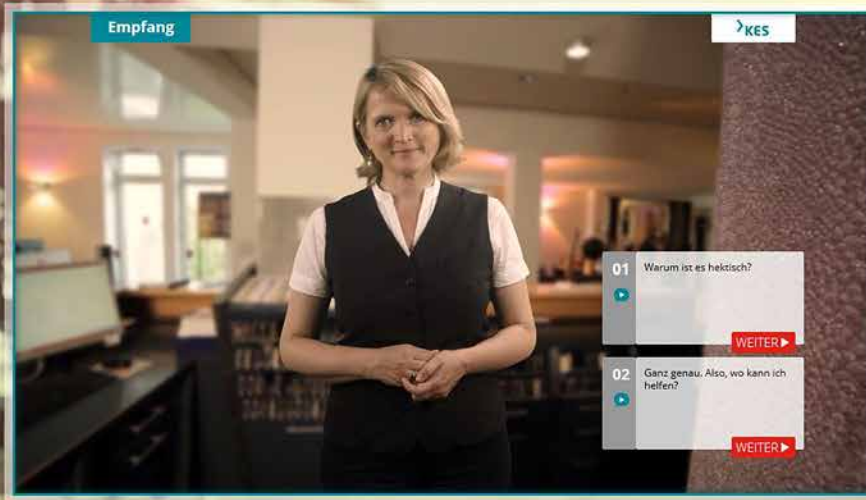 Empfang
KES
01
Warum ist es hektisch?
WEITER
02
Ganz genau. Also, wo kann ich
helfen?
WEITER